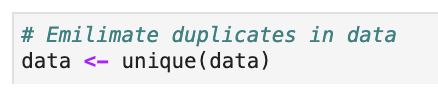 # Emilimate duplicates in data
data <- unique(data)